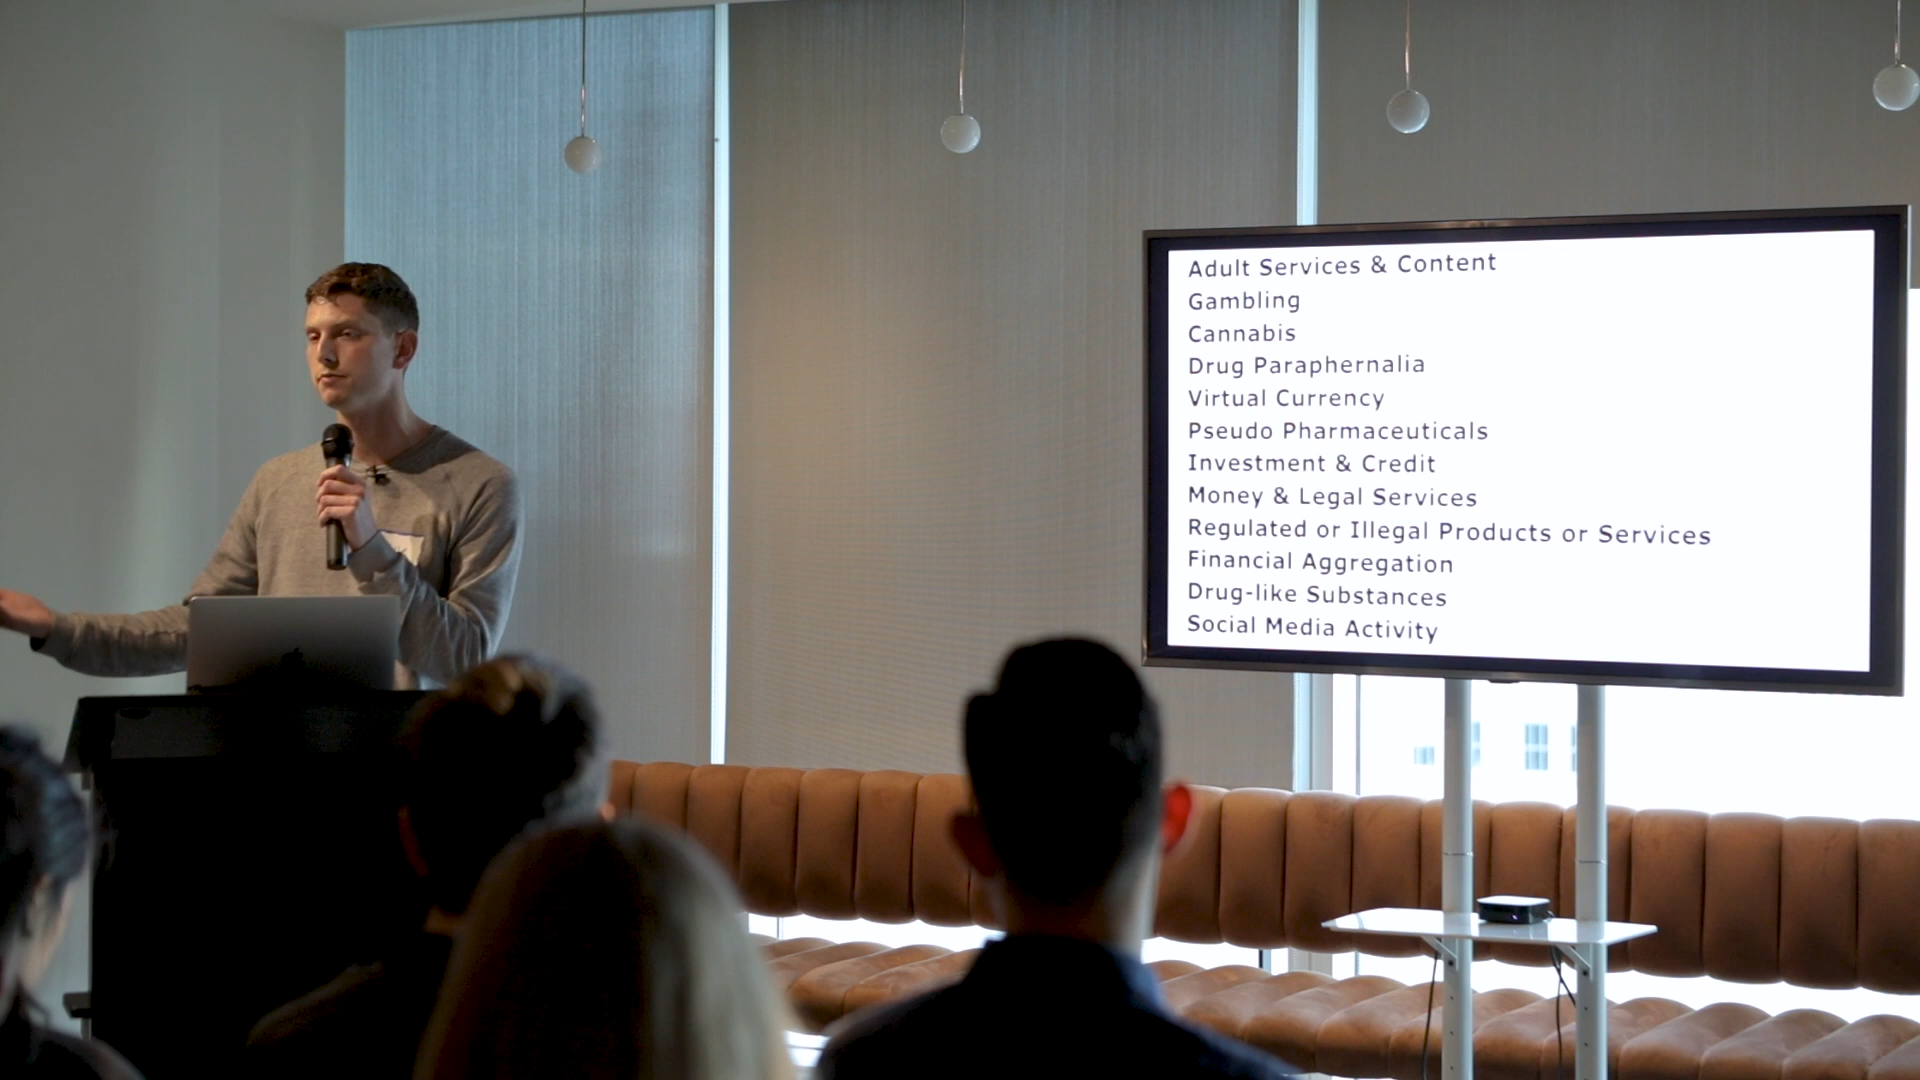 Adult Services & Content
Gambling
Cannabis
Drug Paraphernalia
Virtual Currency
Pseudo Pharmaceuticals
Investment & Credit
Money & Legal Services
Regulated or Illegal Products or Services
Financial Aggregation
Drug-like Substances
Social Media Activity